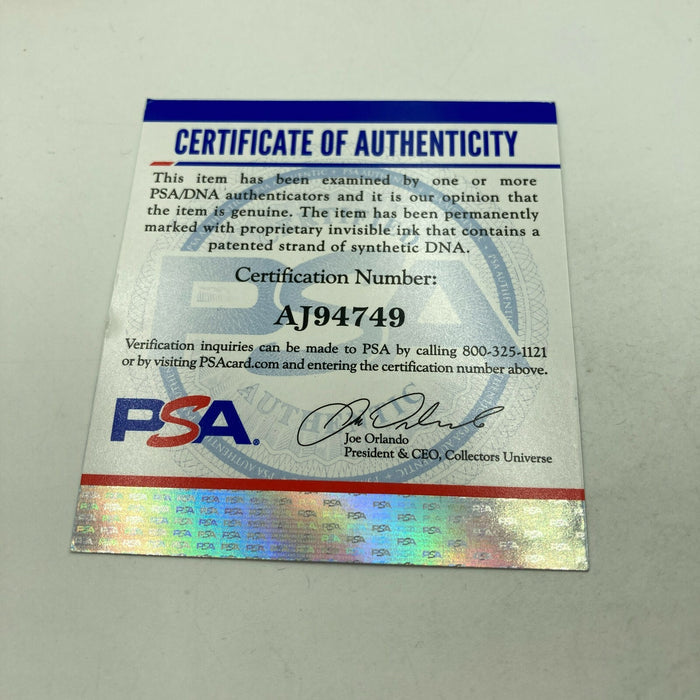 CERTIFICATE OF AUTHENTICITY
This item has been examined by one or more
PSA/DNA authenticators and it is our opinion that
the item is genuine. The item has been permanently
marked with proprietary invisible ink that contains a
patented strand of synthetic DNA.
Certification Number:
AJ94749
Verification inquiries can be made to PSA by calling 800-325-1121
or by visiting PSAcard.com and entering the certification number above.
PSA.
Joe Orlando
President & CEO, Collectors Universe
PSA
AUTHENTIC